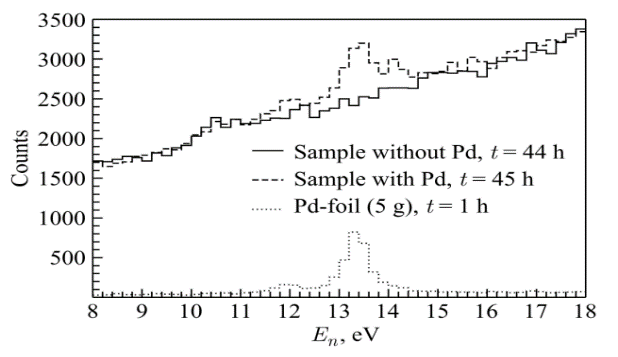 3500
3000
2500
2000
1500
1000
500
Counts
Sample without Pd, t = 44 h
Sample with Pd, t = 45 h
Pd-foil (5 g), t = 1 h
8 9 10 11 12 13 14 15 16 17 18
En, eV